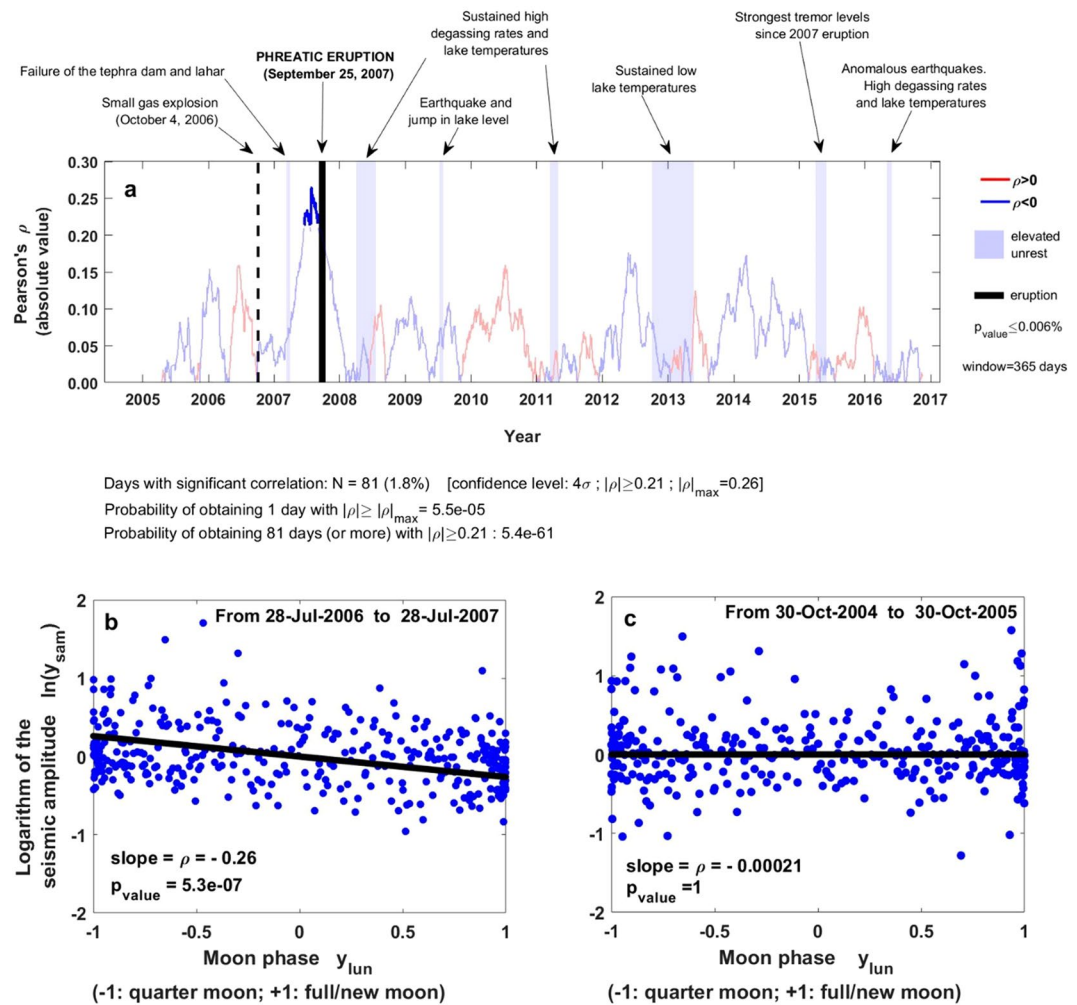 Failure of the tephra dam and lahar
Small gas explosion
(October 4, 2006)
PHREATIC ERUPTION
(September 25, 2007)
Sustained high
degassing rates and
lake temperatures
Earthquake and
jump in lake level
Sustained low
lake temperatures
Strongest tremor levels
since 2007 eruption
Anomalous earthquakes.
High degassing rates
and lake temperatures
a
Pearson's ρ
(absolute value)
0.30
0.25
0.20
0.15
0.10
0.05
0.00
2005 2006 2007 2008 2009 2010 2011 2012 2013 2014 2015 2016 2017
Year
ρ>0
ρ<0
elevated
unrest
eruption
p_value≤0.006%
window=365 days
Days with significant correlation: N = 81 (1.8%) [confidence level: 4σ ; |ρ|≥0.21 ; |ρ|_max=0.26]
Probability of obtaining 1 day with |ρ|≥ |ρ|_max= 5.5e-05
Probability of obtaining 81 days (or more) with |ρ|≥0.21 : 5.4e-61
b
From 28-Jul-2006 to 28-Jul-2007
Logarithm of the
seismic amplitude ln(y_sam)
2
1
0
-1
-2
slope = ρ = - 0.26
p_value = 5.3e-07
-1 -0.5 0 0.5 1
Moon phase y_lun
(-1: quarter moon; +1: full/new moon)
c
From 30-Oct-2004 to 30-Oct-2005
2
1
0
-1
-2
slope = ρ = - 0.00021
p_value =1
-1 -0.5 0 0.5 1
Moon phase y_lun
(-1: quarter moon; +1: full/new moon)